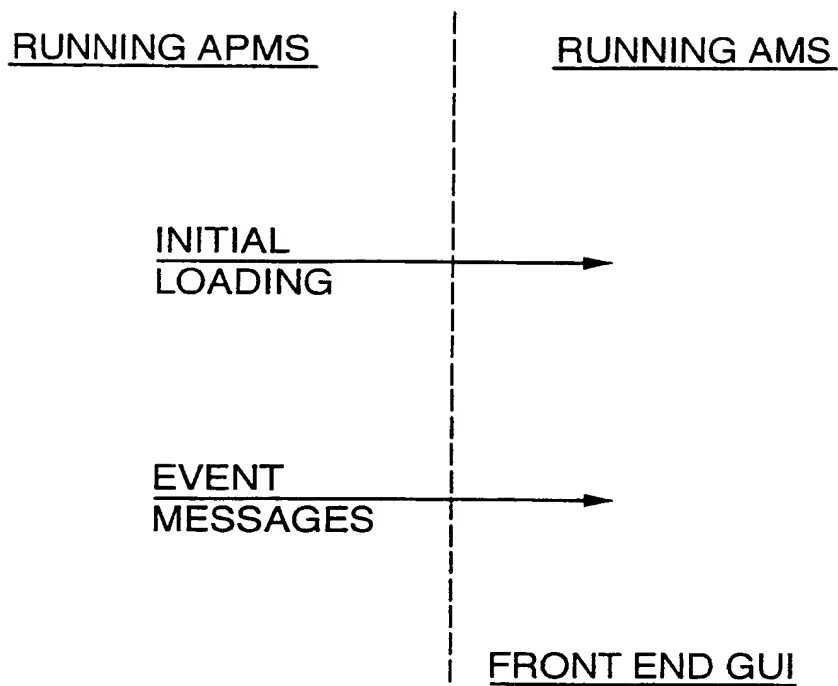 RUNNING APMS
RUNNING AMS
INITIAL
LOADING
EVENT
MESSAGES
FRONT END GUI